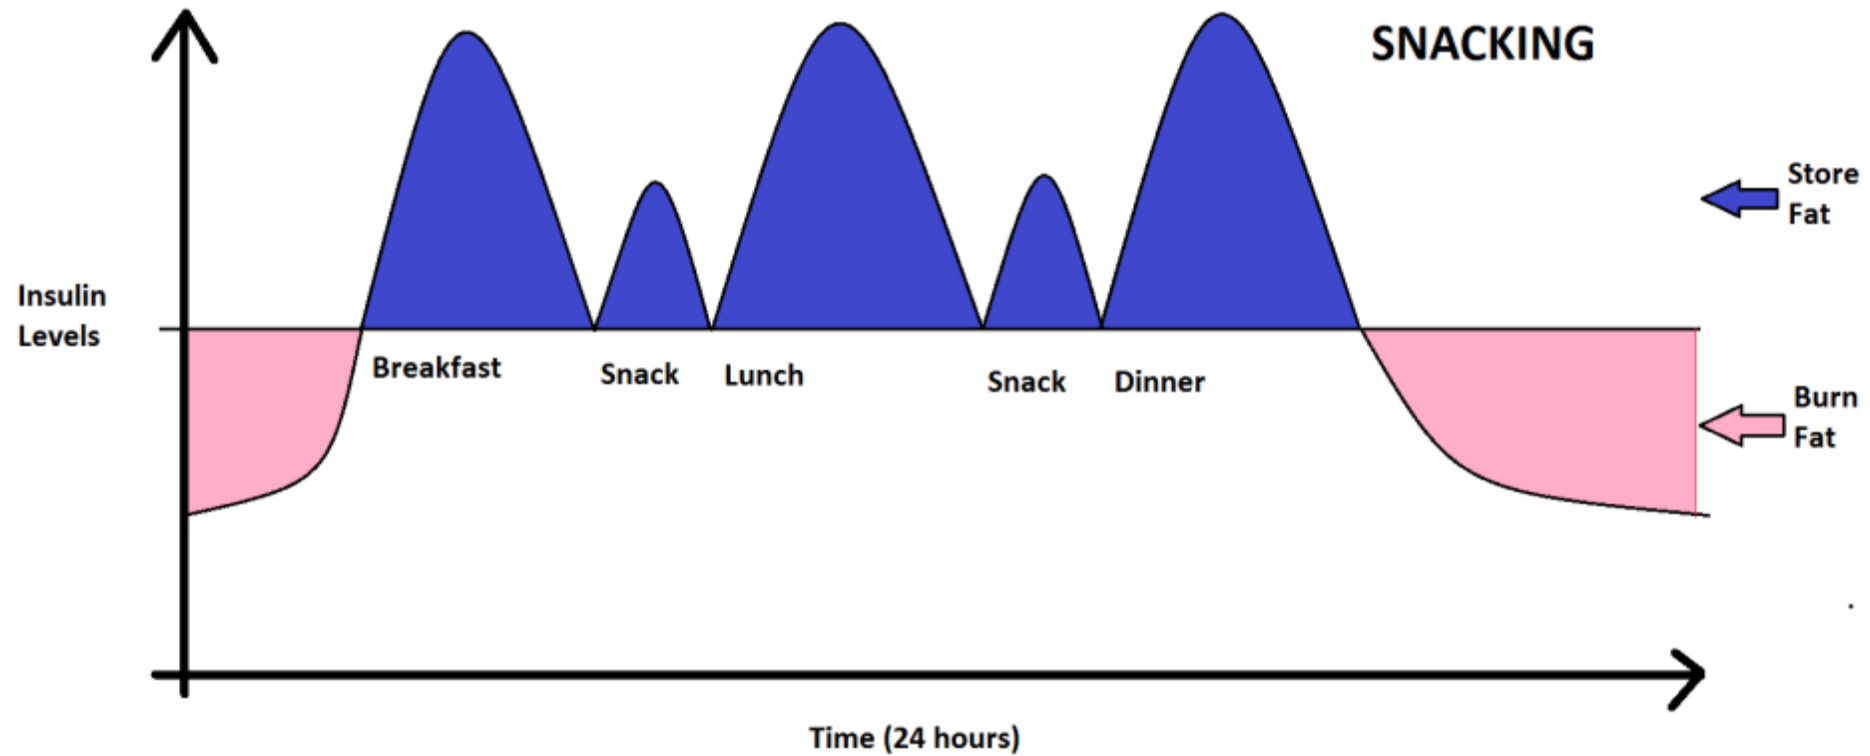 SNACKING
Store
Fat
Insulin
Levels
Breakfast
Snack
Lunch
Snack
Dinner
Burn
Fat
Time (24 hours)